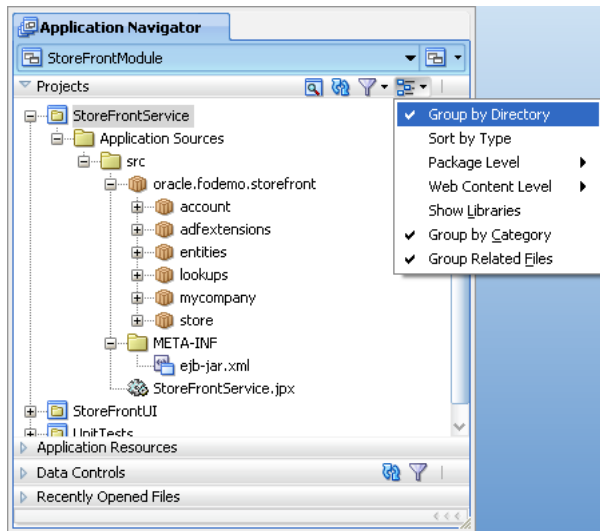 Application Navigator
StoreFrontModule
Projects
StoreFrontService
Application Sources
src
oracle.fodemo.storefront
account
adfextensions
entities
lookups
mycompany
store
META-INF
ejb-jar.xml
StoreFrontService.jpx
StoreFrontUI
UnitTests
Application Resources
Data Controls
Recently Opened Files
Group by Directory
Sort by Type
Package Level
Web Content Level
Show Libraries
Group by Category
Group Related Files